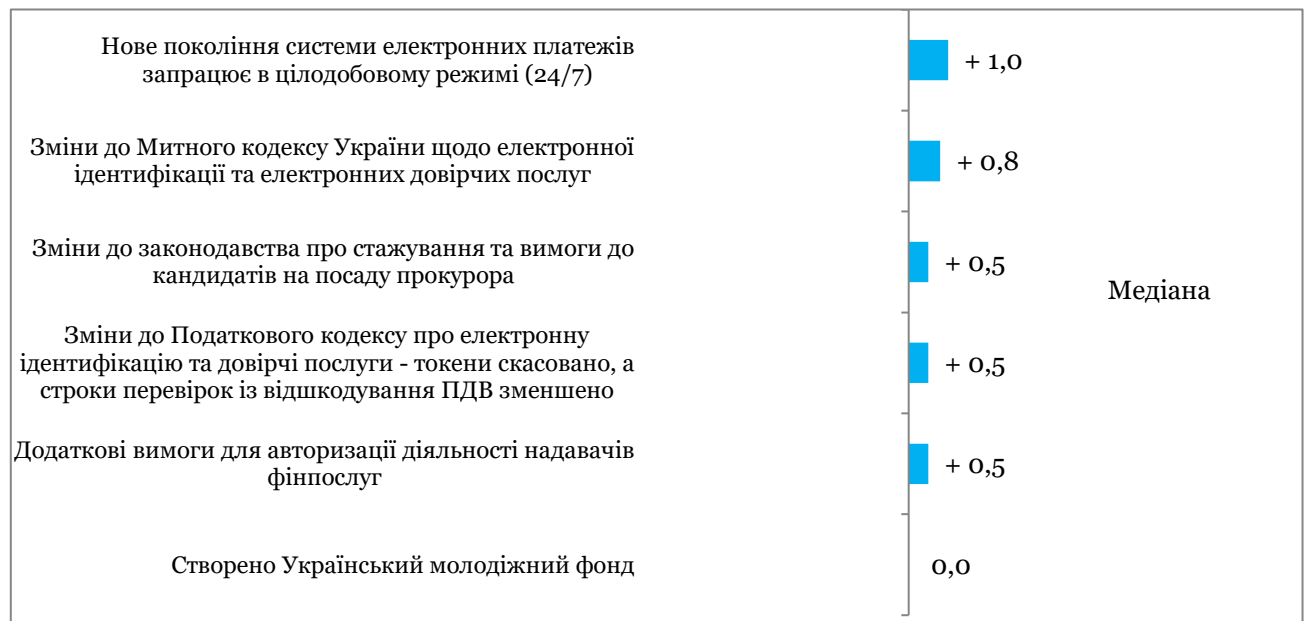 Нове покоління системи електронних платежів
запрацює в цілодобовому режимі (24/7)
+ 1,0
Зміни до Митного кодексу України щодо електронної
ідентифікації та електронних довірчих послуг
+ 0,8
Зміни до законодавства про стажування та вимоги до
кандидатів на посаду прокурора
+ 0,5
Медіана
Зміни до Податкового кодексу про електронну
ідентифікацію та довірчі послуги - токени скасовано, а
строки перевірок із відшкодування ПДВ зменшено
+ 0,5
Додаткові вимоги для авторизації діяльності надавачів
фінпослуг
+ 0,5
Створено Український молодіжний фонд
0,0